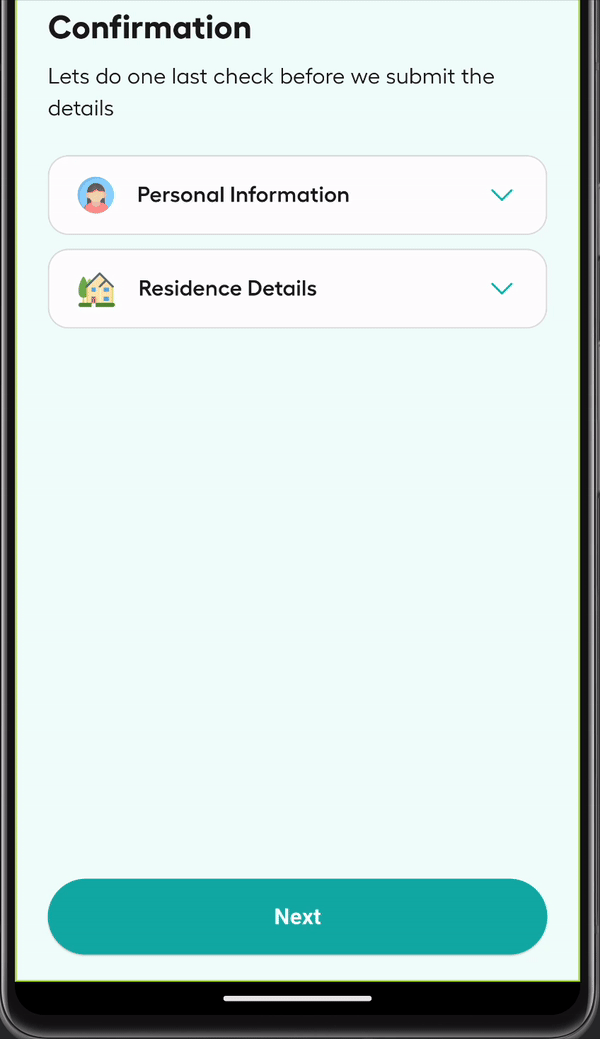 Confirmation
Lets do one last check before we submit the
details
Personal Information
Residence Details
Next